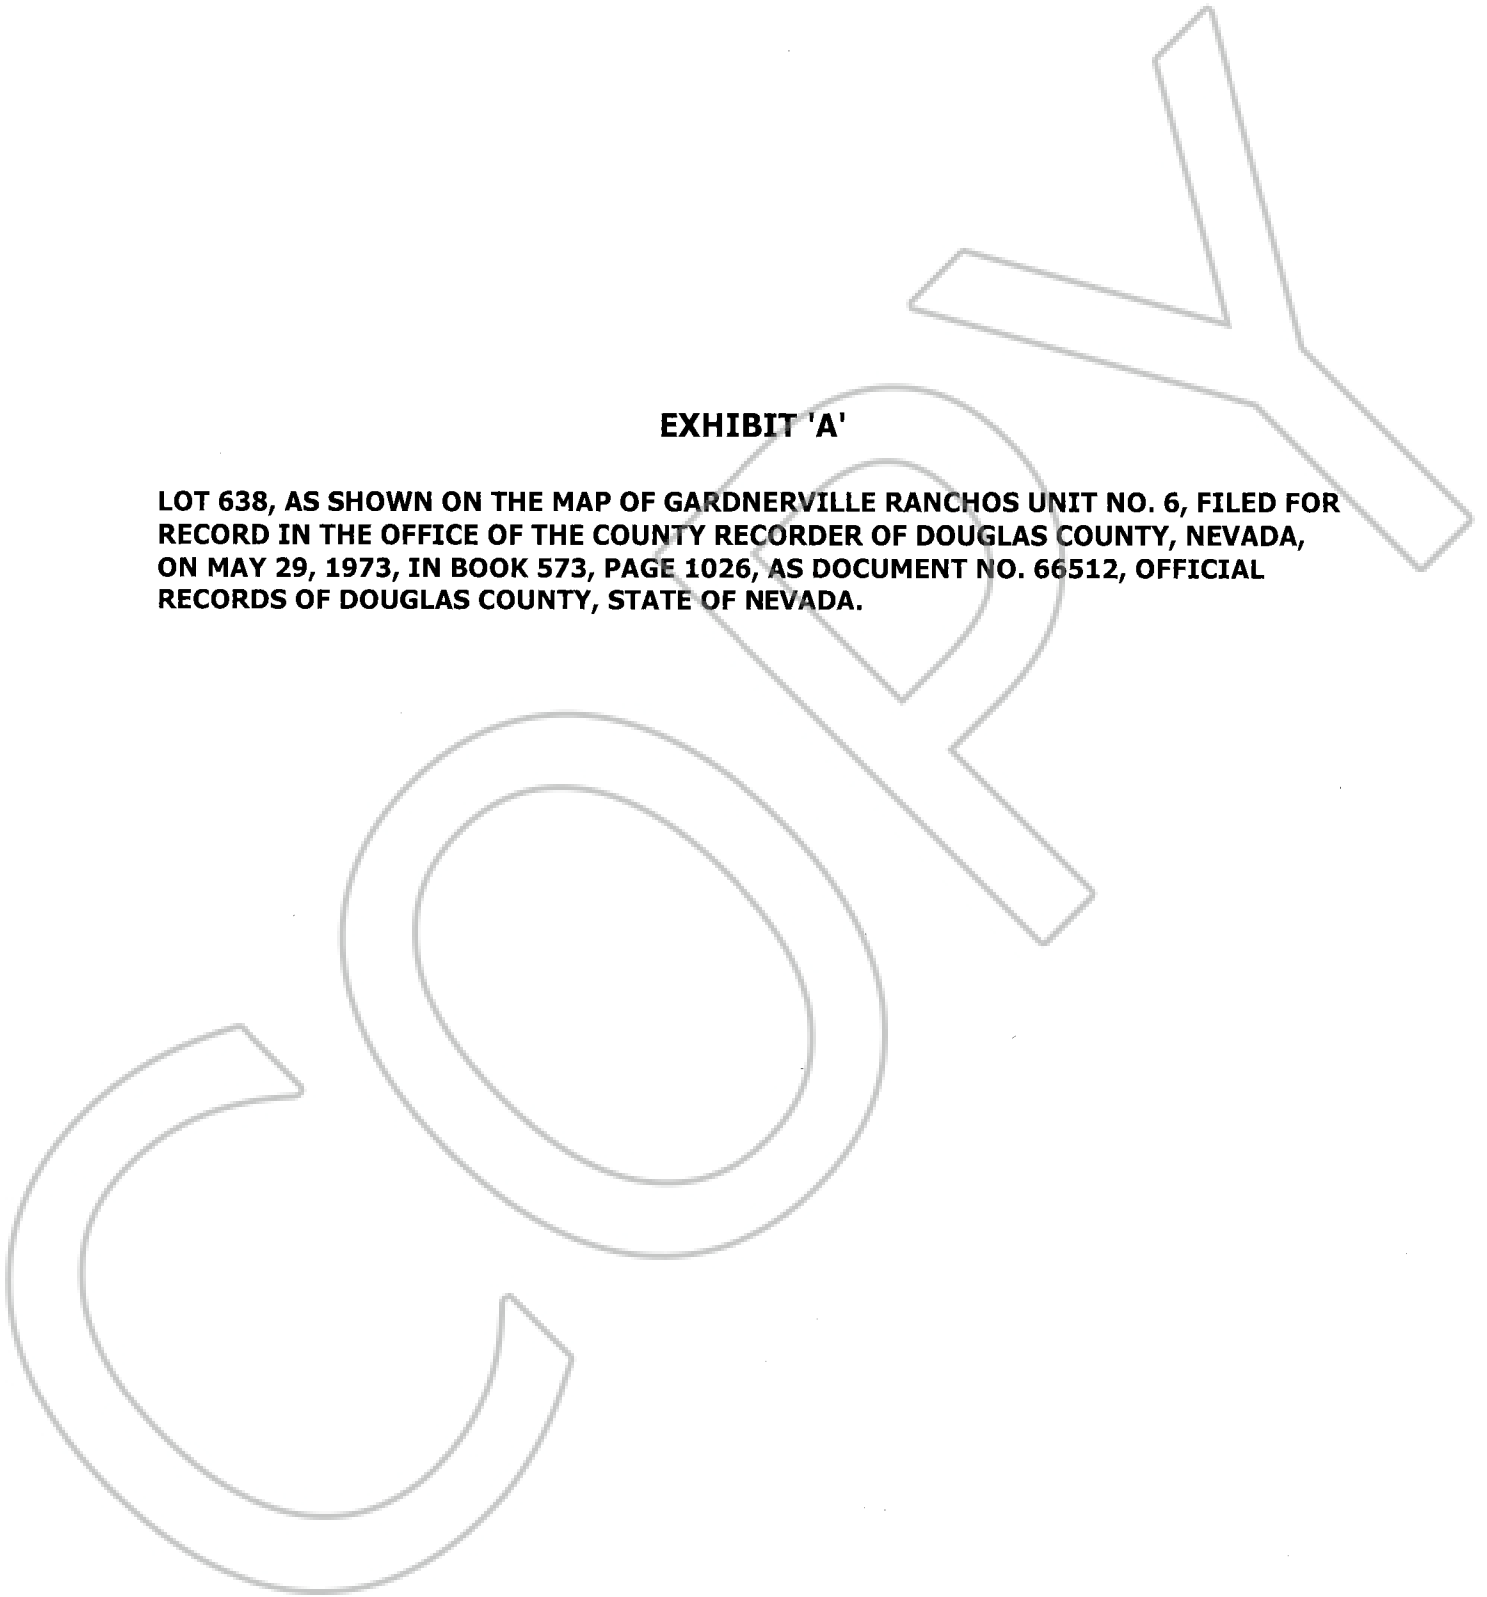 EXHIBIT 'A'
LOT 638, AS SHOWN ON THE MAP OF GARDNERVILLE RANCHOS UNIT NO. 6, FILED FOR
RECORD IN THE OFFICE OF THE COUNTY RECORDER OF DOUGLAS COUNTY, NEVADA,
ON MAY 29, 1973, IN BOOK 573, PAGE 1026, AS DOCUMENT NO. 66512, OFFICIAL
RECORDS OF DOUGLAS COUNTY, STATE OF NEVADA.
COPY